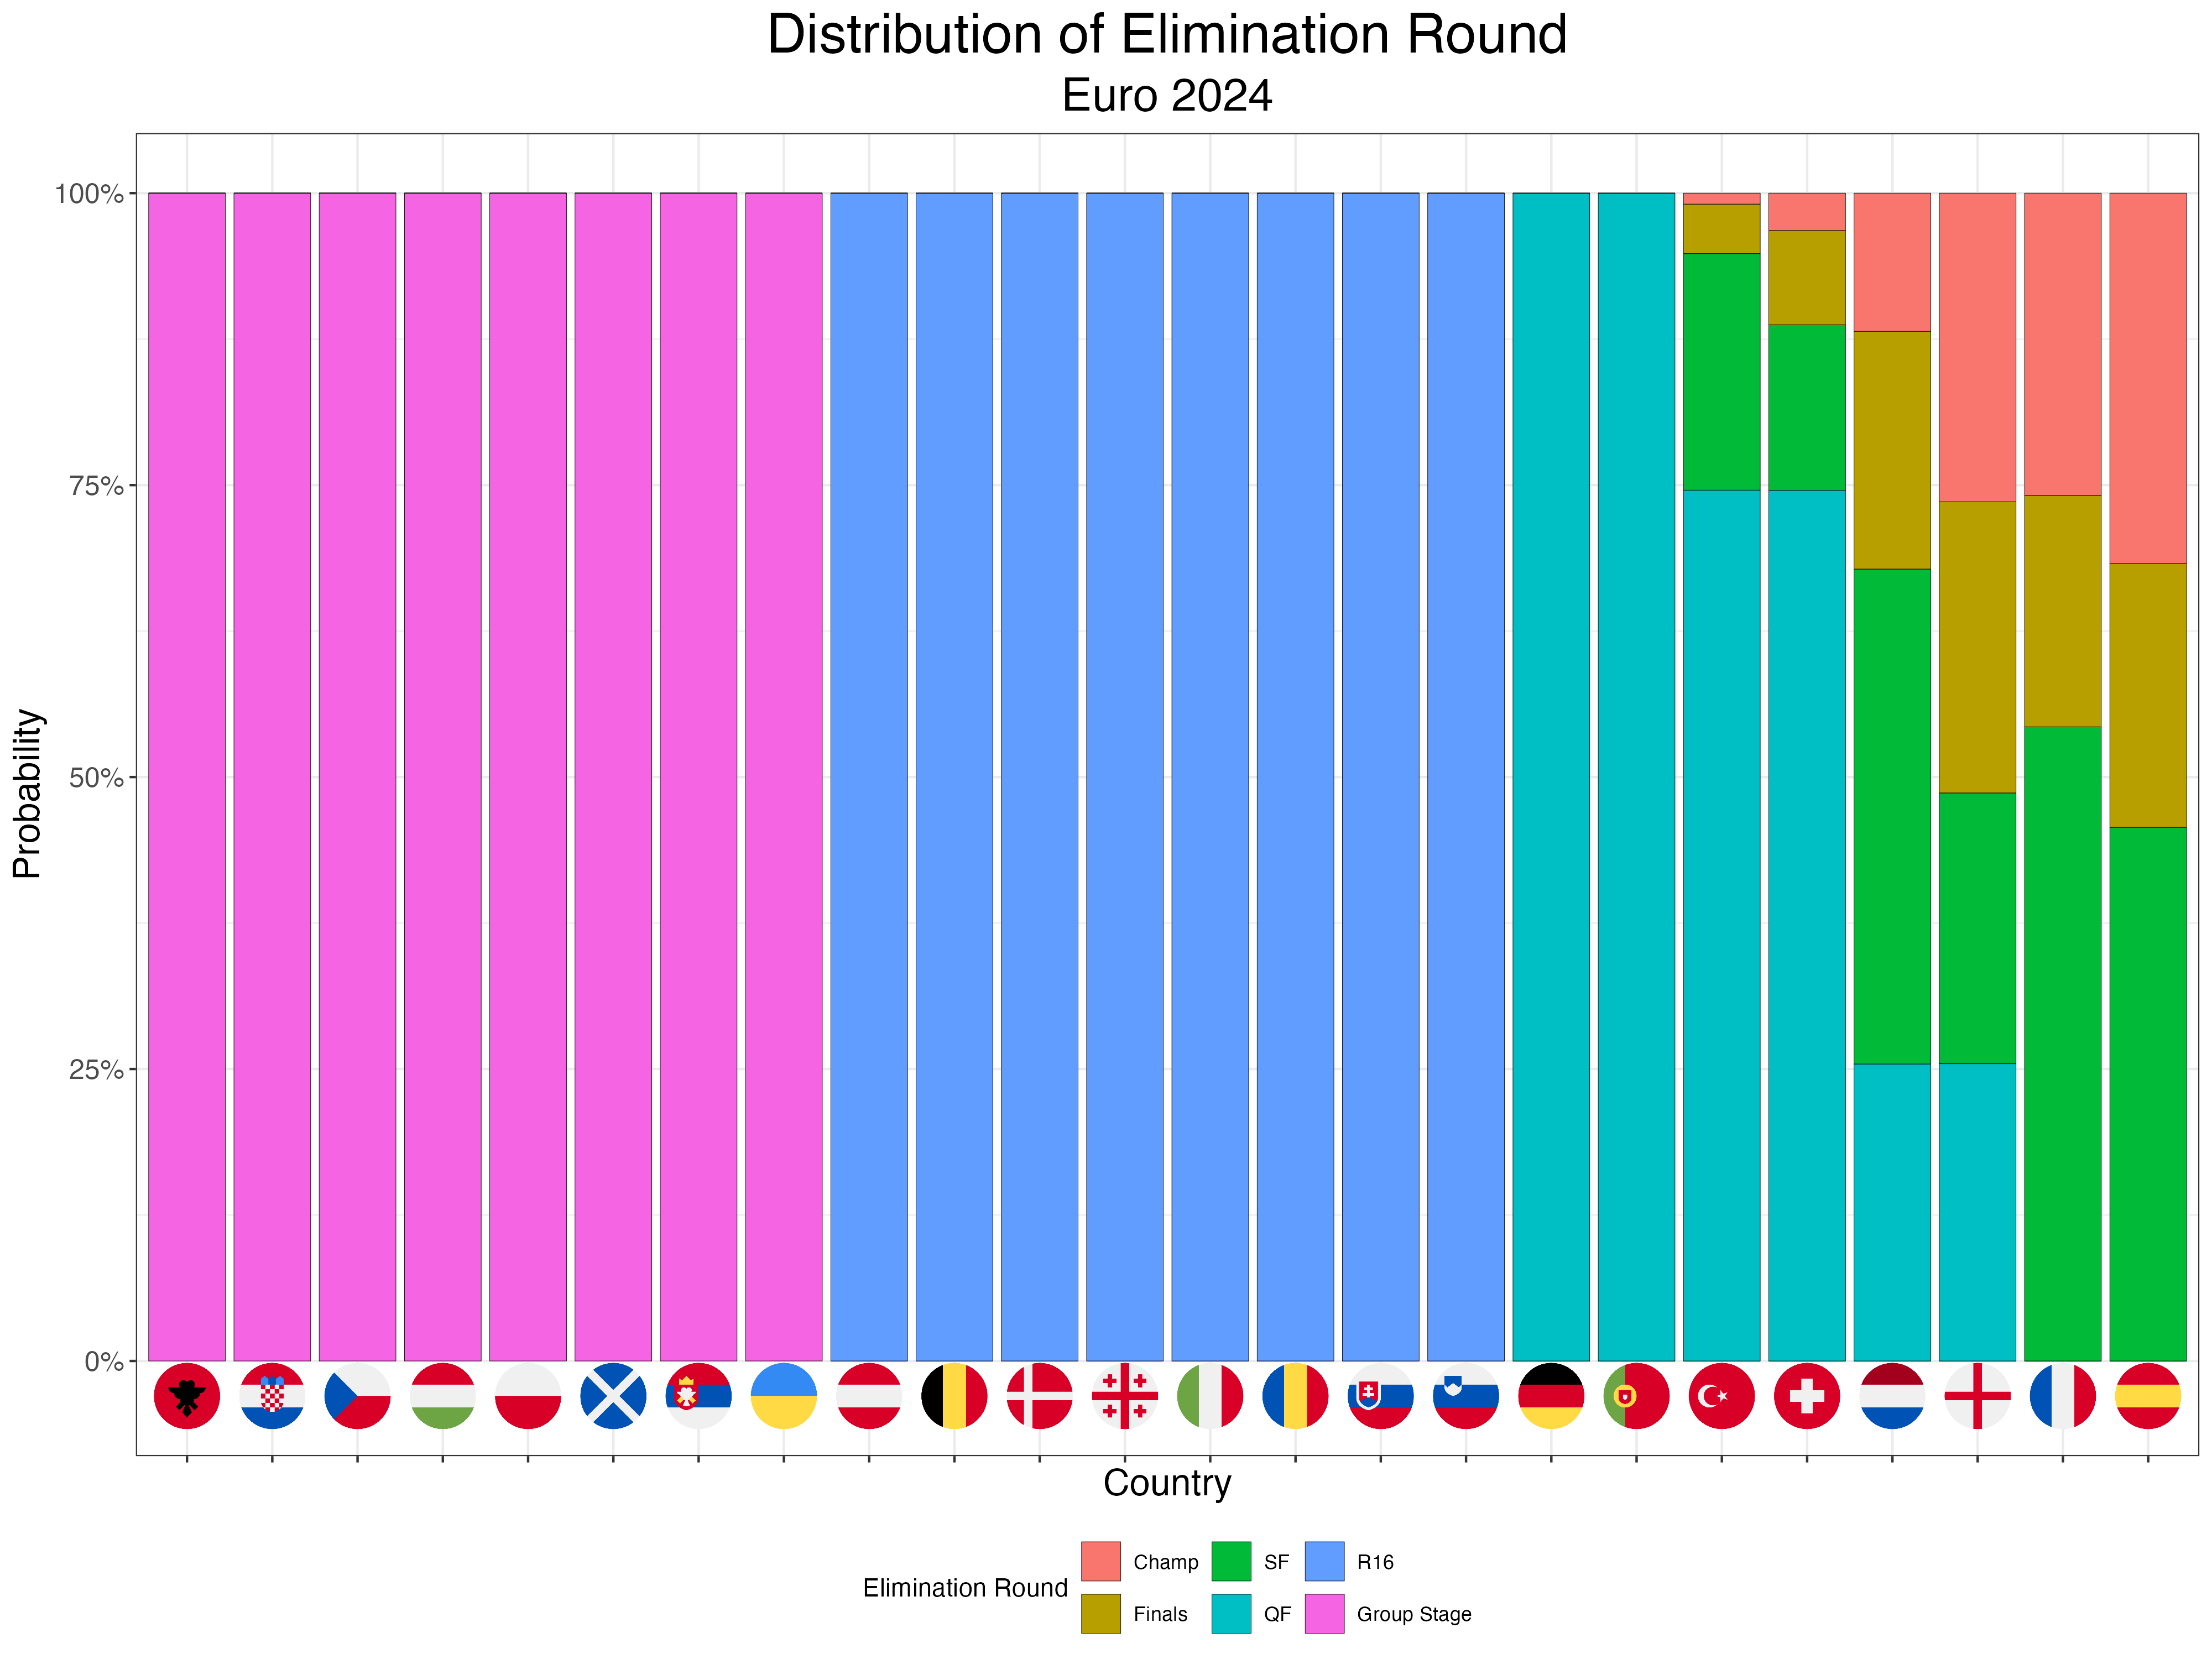 Distribution of Elimination Round
Euro 2024
100%
75%
50%
25%
0%
Probability
Country
Elimination Round
Champ
SF
R16
Finals
QF
Group Stage